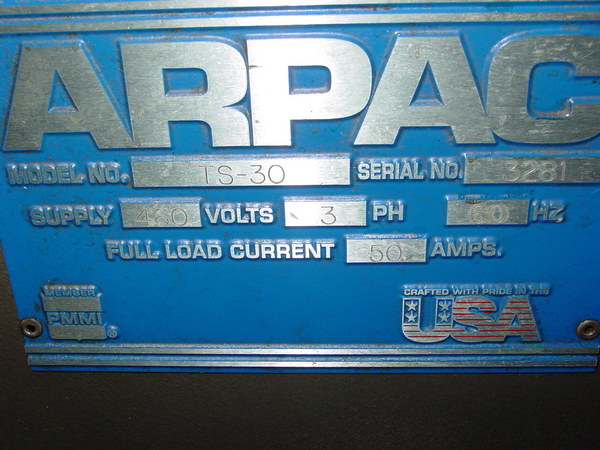 ARPAC
MODEL NO. TS-30 SERIAL NO. 3281
SUPPLY 460 VOLTS 3 PH 60 HZ
FULL LOAD CURRENT 50 AMPS.
MEMBER
PMMI ®
CRAFTED WITH PRIDE IN THE
USA